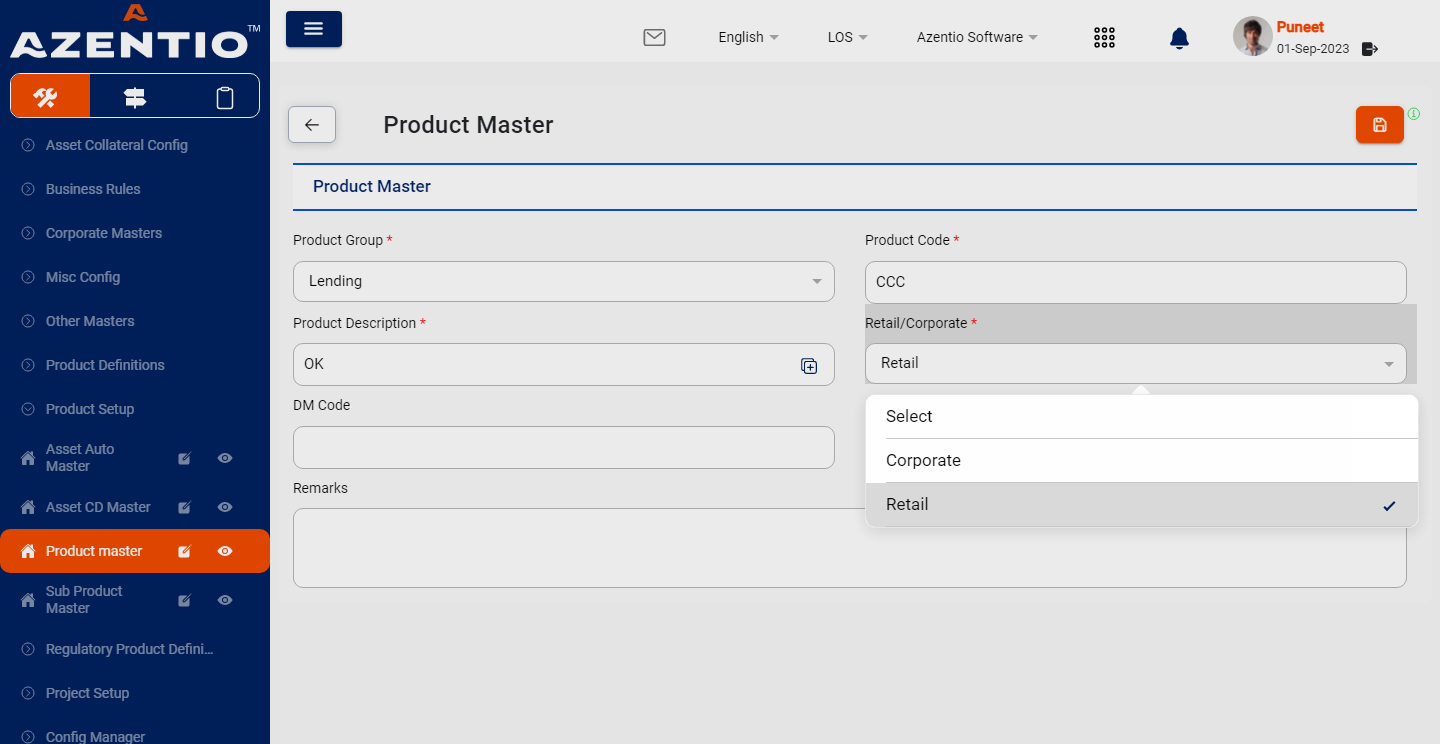 AZENTIO™
Asset Collateral Config
Business Rules
Corporate Masters
Misc Config
Other Masters
Product Definitions
Product Setup
Asset Auto
Master
Asset CD Master
Product master
Sub Product
Master
Regulatory Product Defini...
Project Setup
Config Manager
English
LOS
Azentio Software
Puneet
01-Sep-2023
Product Master
Product Master
Product Group *
Lending
Product Code *
CCC
Product Description *
OK
Retail/Corporate *
Retail
DM Code
Select
Corporate
Retail
Remarks